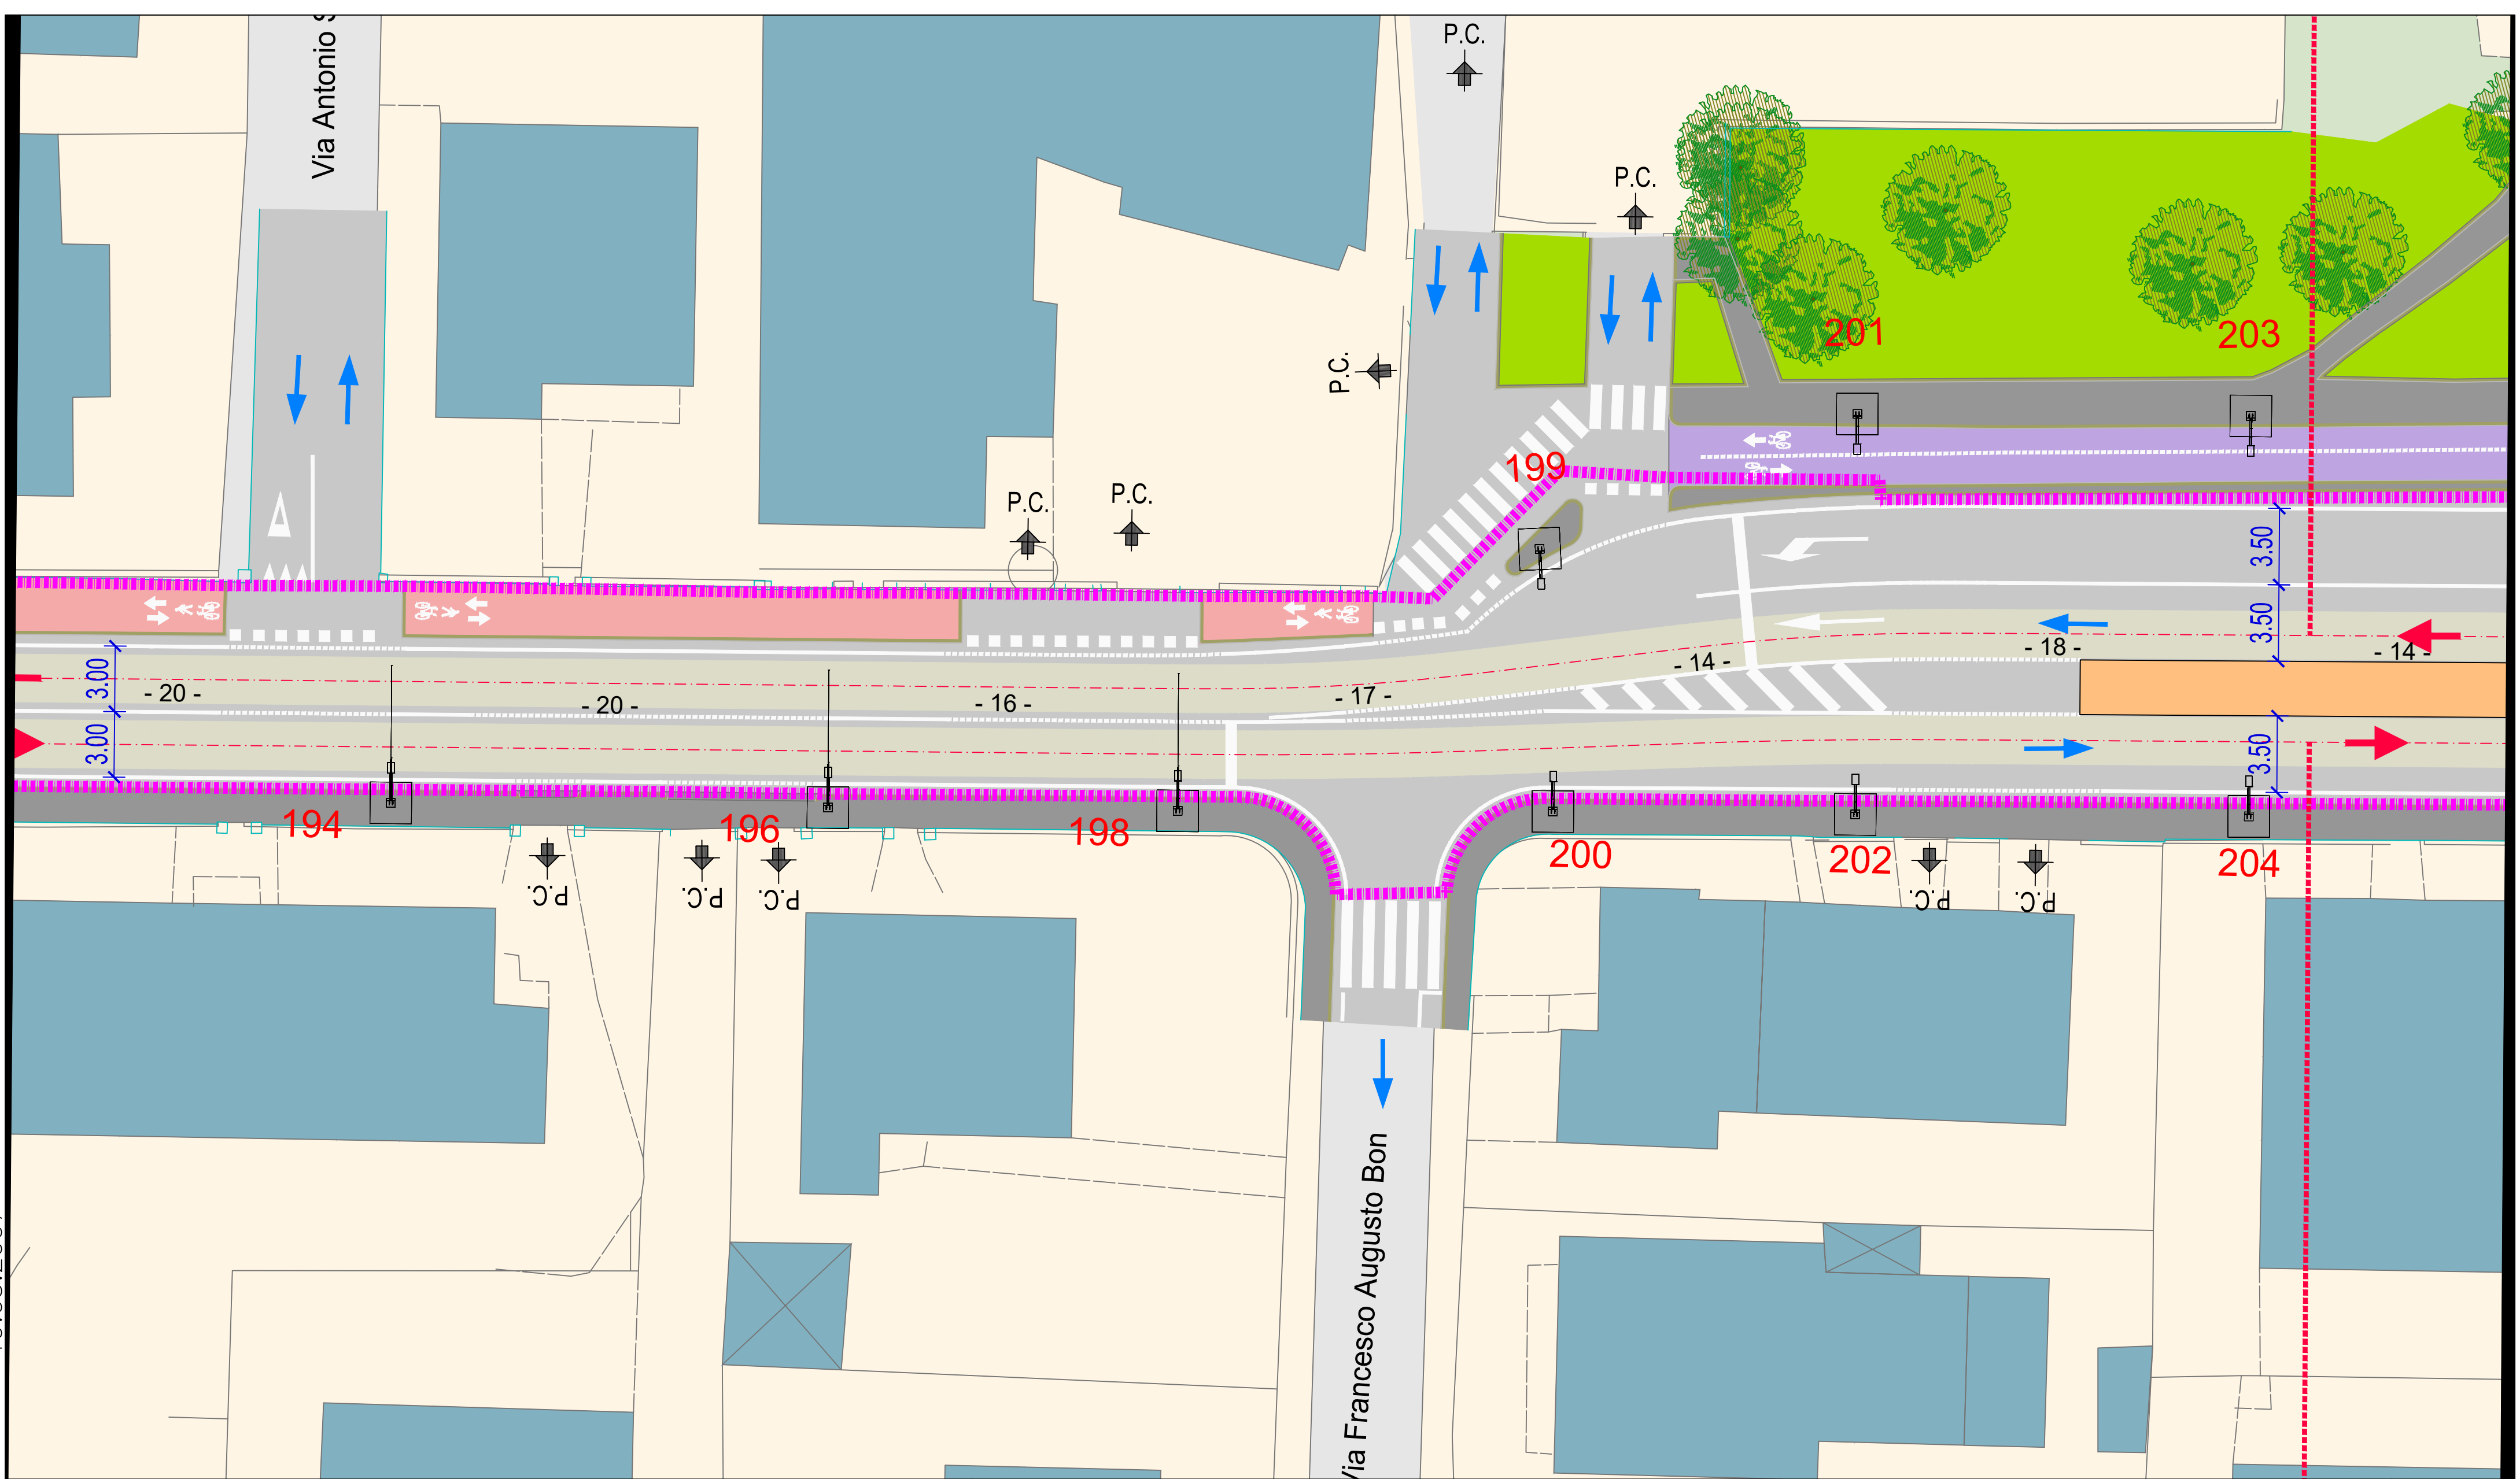 Via Antonio
P.C.
P.C.
P.C.
P.C.
P.C.
201
203
199
3.50
3.50
3.50
3.00
3.00
- 20 -
- 20 -
- 16 -
- 17 -
- 14 -
- 18 -
- 14 -
194
196
198
200
202
204
P.C.
P.C.
P.C.
P.C.
P.C.
Via Francesco Augusto Bon